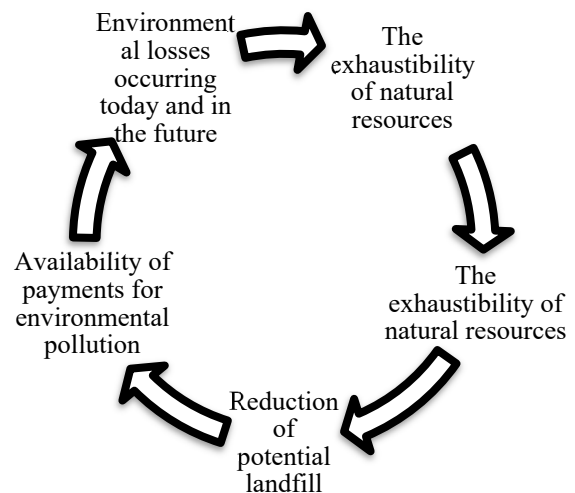 Environment
al losses
occurring
today and in
the future
The
exhaustibility
of natural
resources
The
exhaustibility of
natural resources
Reduction
of
potential
landfill
Availability of
payments for
environmental
pollution